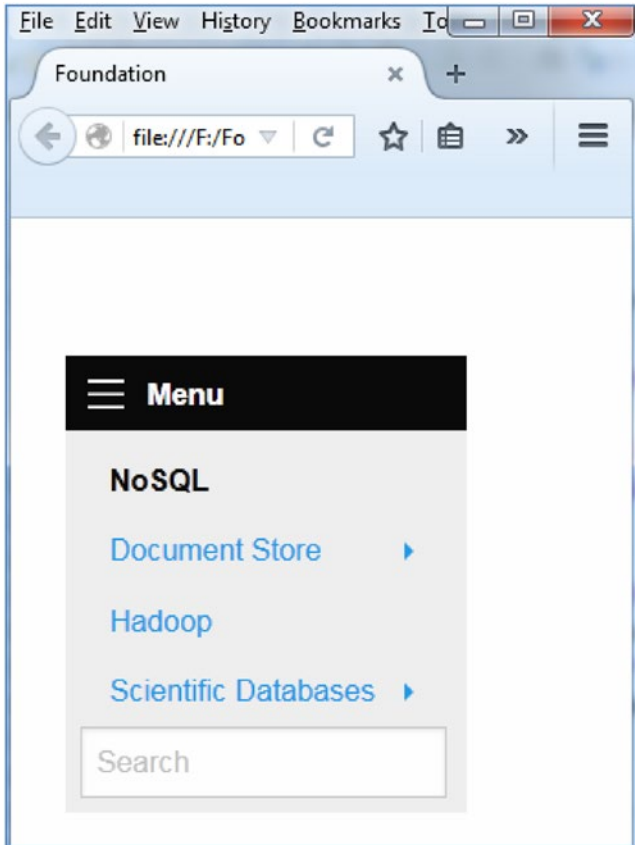 File Edit View History Bookmarks To
Foundation
file:///F:/Fo
Menu
NoSQL
Document Store
Hadoop
Scientific Databases
Search